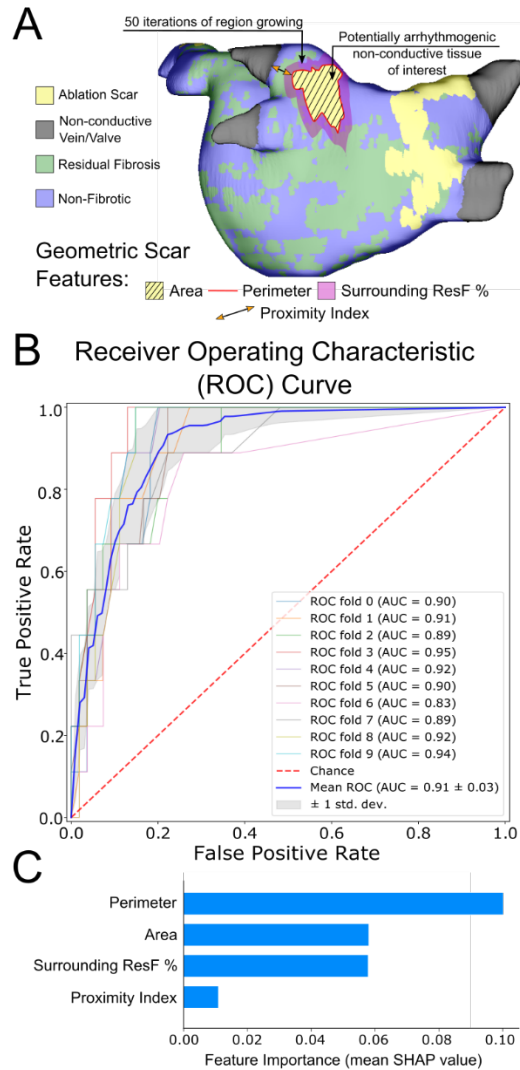 A
50 iterations of region growing
Potentially arrhythmogenic
non-conductive tissue
of interest
Ablation Scar
Non-conductive
Vein/Valve
Residual Fibrosis
Non-Fibrotic
Geometric Scar
Features:
Area
Perimeter
Surrounding ResF %
Proximity Index
B
Receiver Operating Characteristic
(ROC) Curve
True Positive Rate
1.0
0.8
0.6
0.4
0.2
0.0
ROC fold 0 (AUC = 0.90)
ROC fold 1 (AUC = 0.91)
ROC fold 2 (AUC = 0.89)
ROC fold 3 (AUC = 0.95)
ROC fold 4 (AUC = 0.92)
ROC fold 5 (AUC = 0.90)
ROC fold 6 (AUC = 0.83)
ROC fold 7 (AUC = 0.89)
ROC fold 8 (AUC = 0.92)
ROC fold 9 (AUC = 0.94)
Chance
Mean ROC (AUC = 0.91 ± 0.03)
± 1 std. dev.
0.0 0.2 0.4 0.6 0.8 1.0
False Positive Rate
C
Perimeter
Area
Surrounding ResF %
Proximity Index
0.00 0.02 0.04 0.06 0.08 0.10
Feature Importance (mean SHAP value)